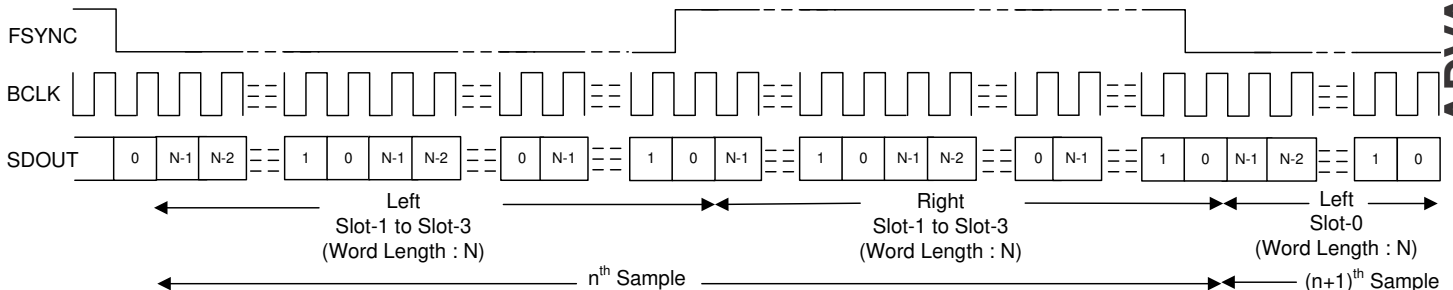 FSYNC
BCLK
SDOUT 0 N-1 N-2 1 0 N-1 N-2 0 N-1 1 0 N-1 1 0 N-1 N-2 0 N-1 1 0 N-1 N-2 1 0
Left Right Left
Slot-1 to Slot-3 Slot-1 to Slot-3 Slot-0
(Word Length : N) (Word Length : N) (Word Length : N)
nth Sample (n+1)th Sample